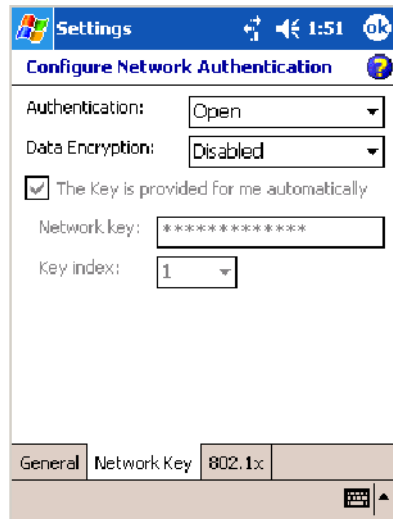 Settings 1:51 ok
Configure Network Authentication ?
Authentication: Open
Data Encryption: Disabled
The Key is provided for me automatically
Network key: *************
Key index: 1
General Network Key 802.1x